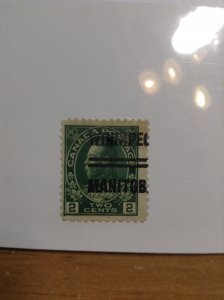 CANADA POSTAGE
WINNIPEG
MANITOB
2 TWO CENTS 2